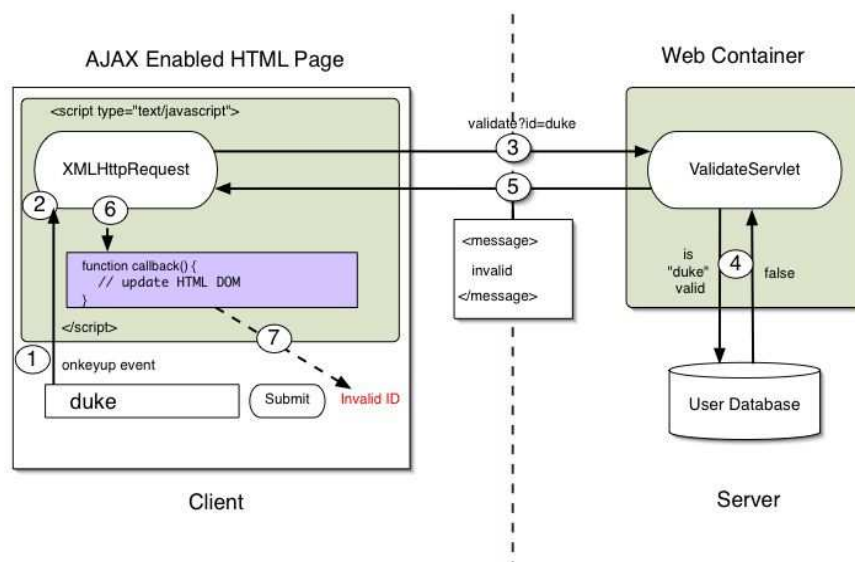 AJAX Enabled HTML Page
Web Container
<script type="text/javascript">
XMLHttpRequest
2
6
function callback() {
// update HTML DOM
}
</script>
1
onkeyup event
7
duke
Submit
Invalid ID
Client
validate?id=duke
3
5
<message>
invalid
</message>
ValidateServlet
is
"duke"
valid
4
false
User Database
Server